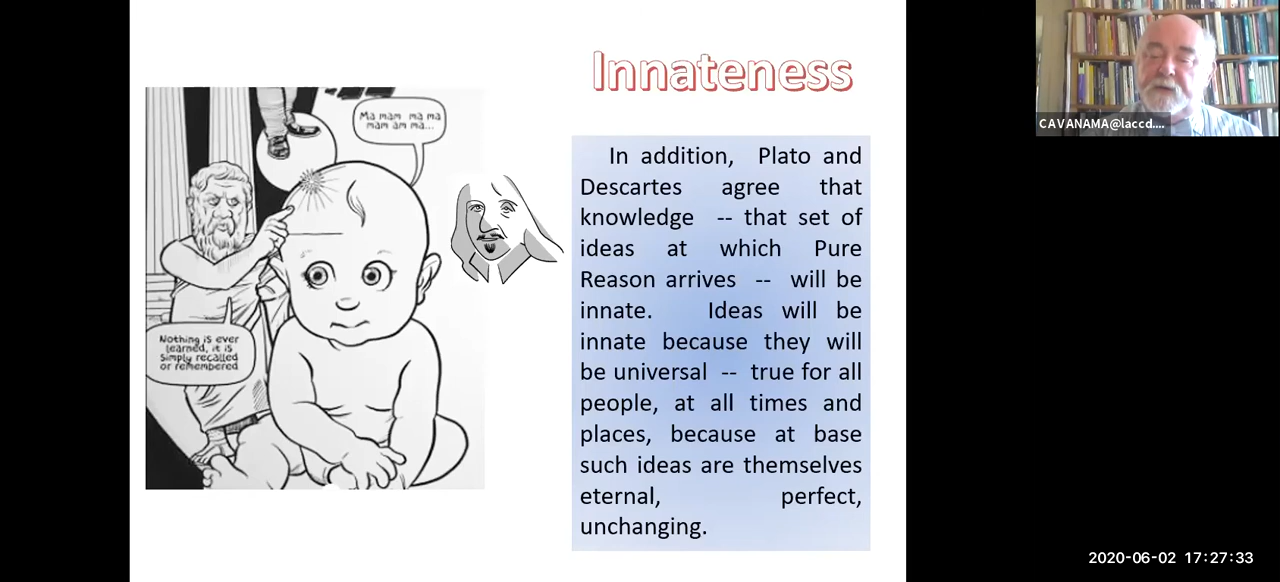 Innateness
Ma mam ma ma
mam am ma...
Nothing is ever
learned, it is
simply recalled
or remembered
In addition, Plato and
Descartes agree that
knowledge -- that set of
ideas at which Pure
Reason arrives -- will be
innate. Ideas will be
innate because they will
be universal -- true for all
people, at all times and
places, because at base
such ideas are themselves
eternal, perfect,
unchanging.
CAVANAMA@laccd....
2020-06-02 17:27:33